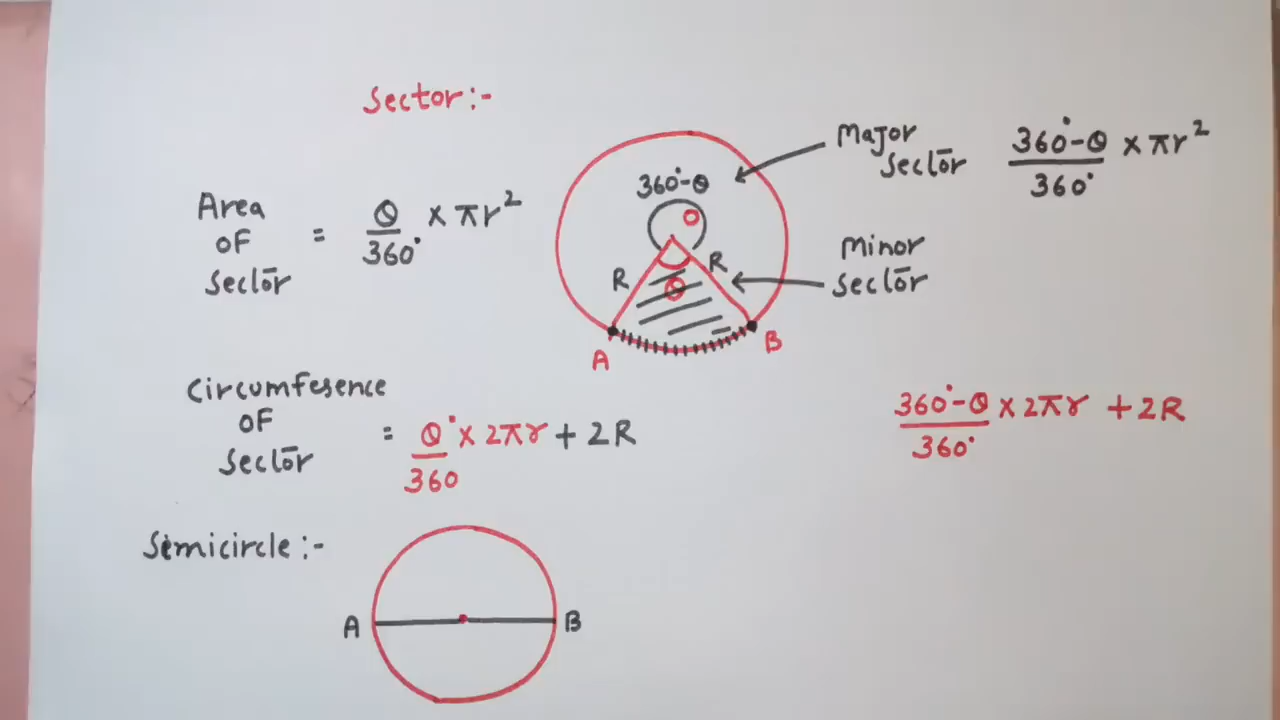 Sector:-
Major
Sector
360°-θ
360°
× πr²
360°-θ
Area
OF
Sector
=
θ
360°
× πr²
O
Minor
Sector
R
R
θ
A
B
Circumfesence
OF
Sector
=
θ°
360
× 2πr + 2R
360°-θ
360°
× 2πr + 2R
Semicircle:-
A
B